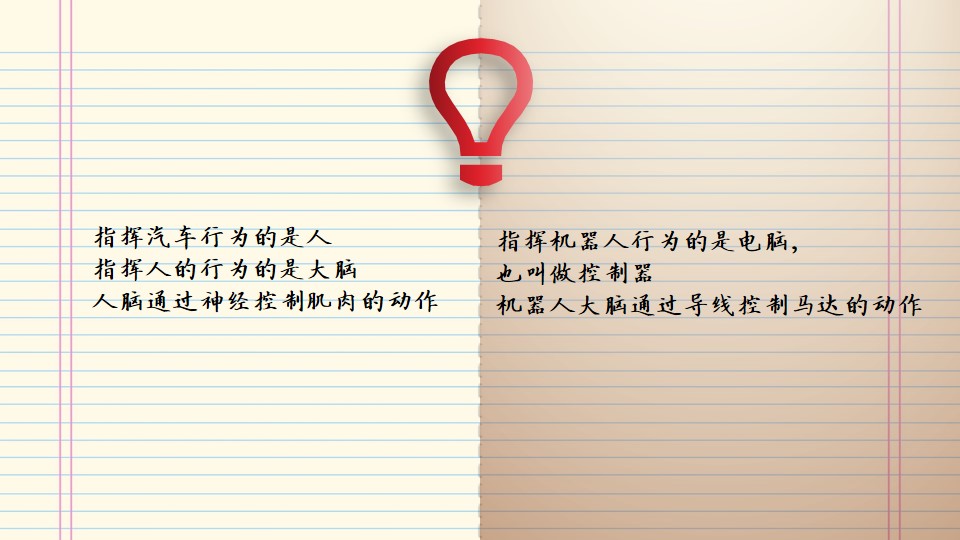 指挥汽车行为的是人
指挥人的行为的是大脑
人脑通过神经控制肌肉的动作
指挥机器人行为的是电脑，
也叫做控制器
机器人大脑通过导线控制马达的动作